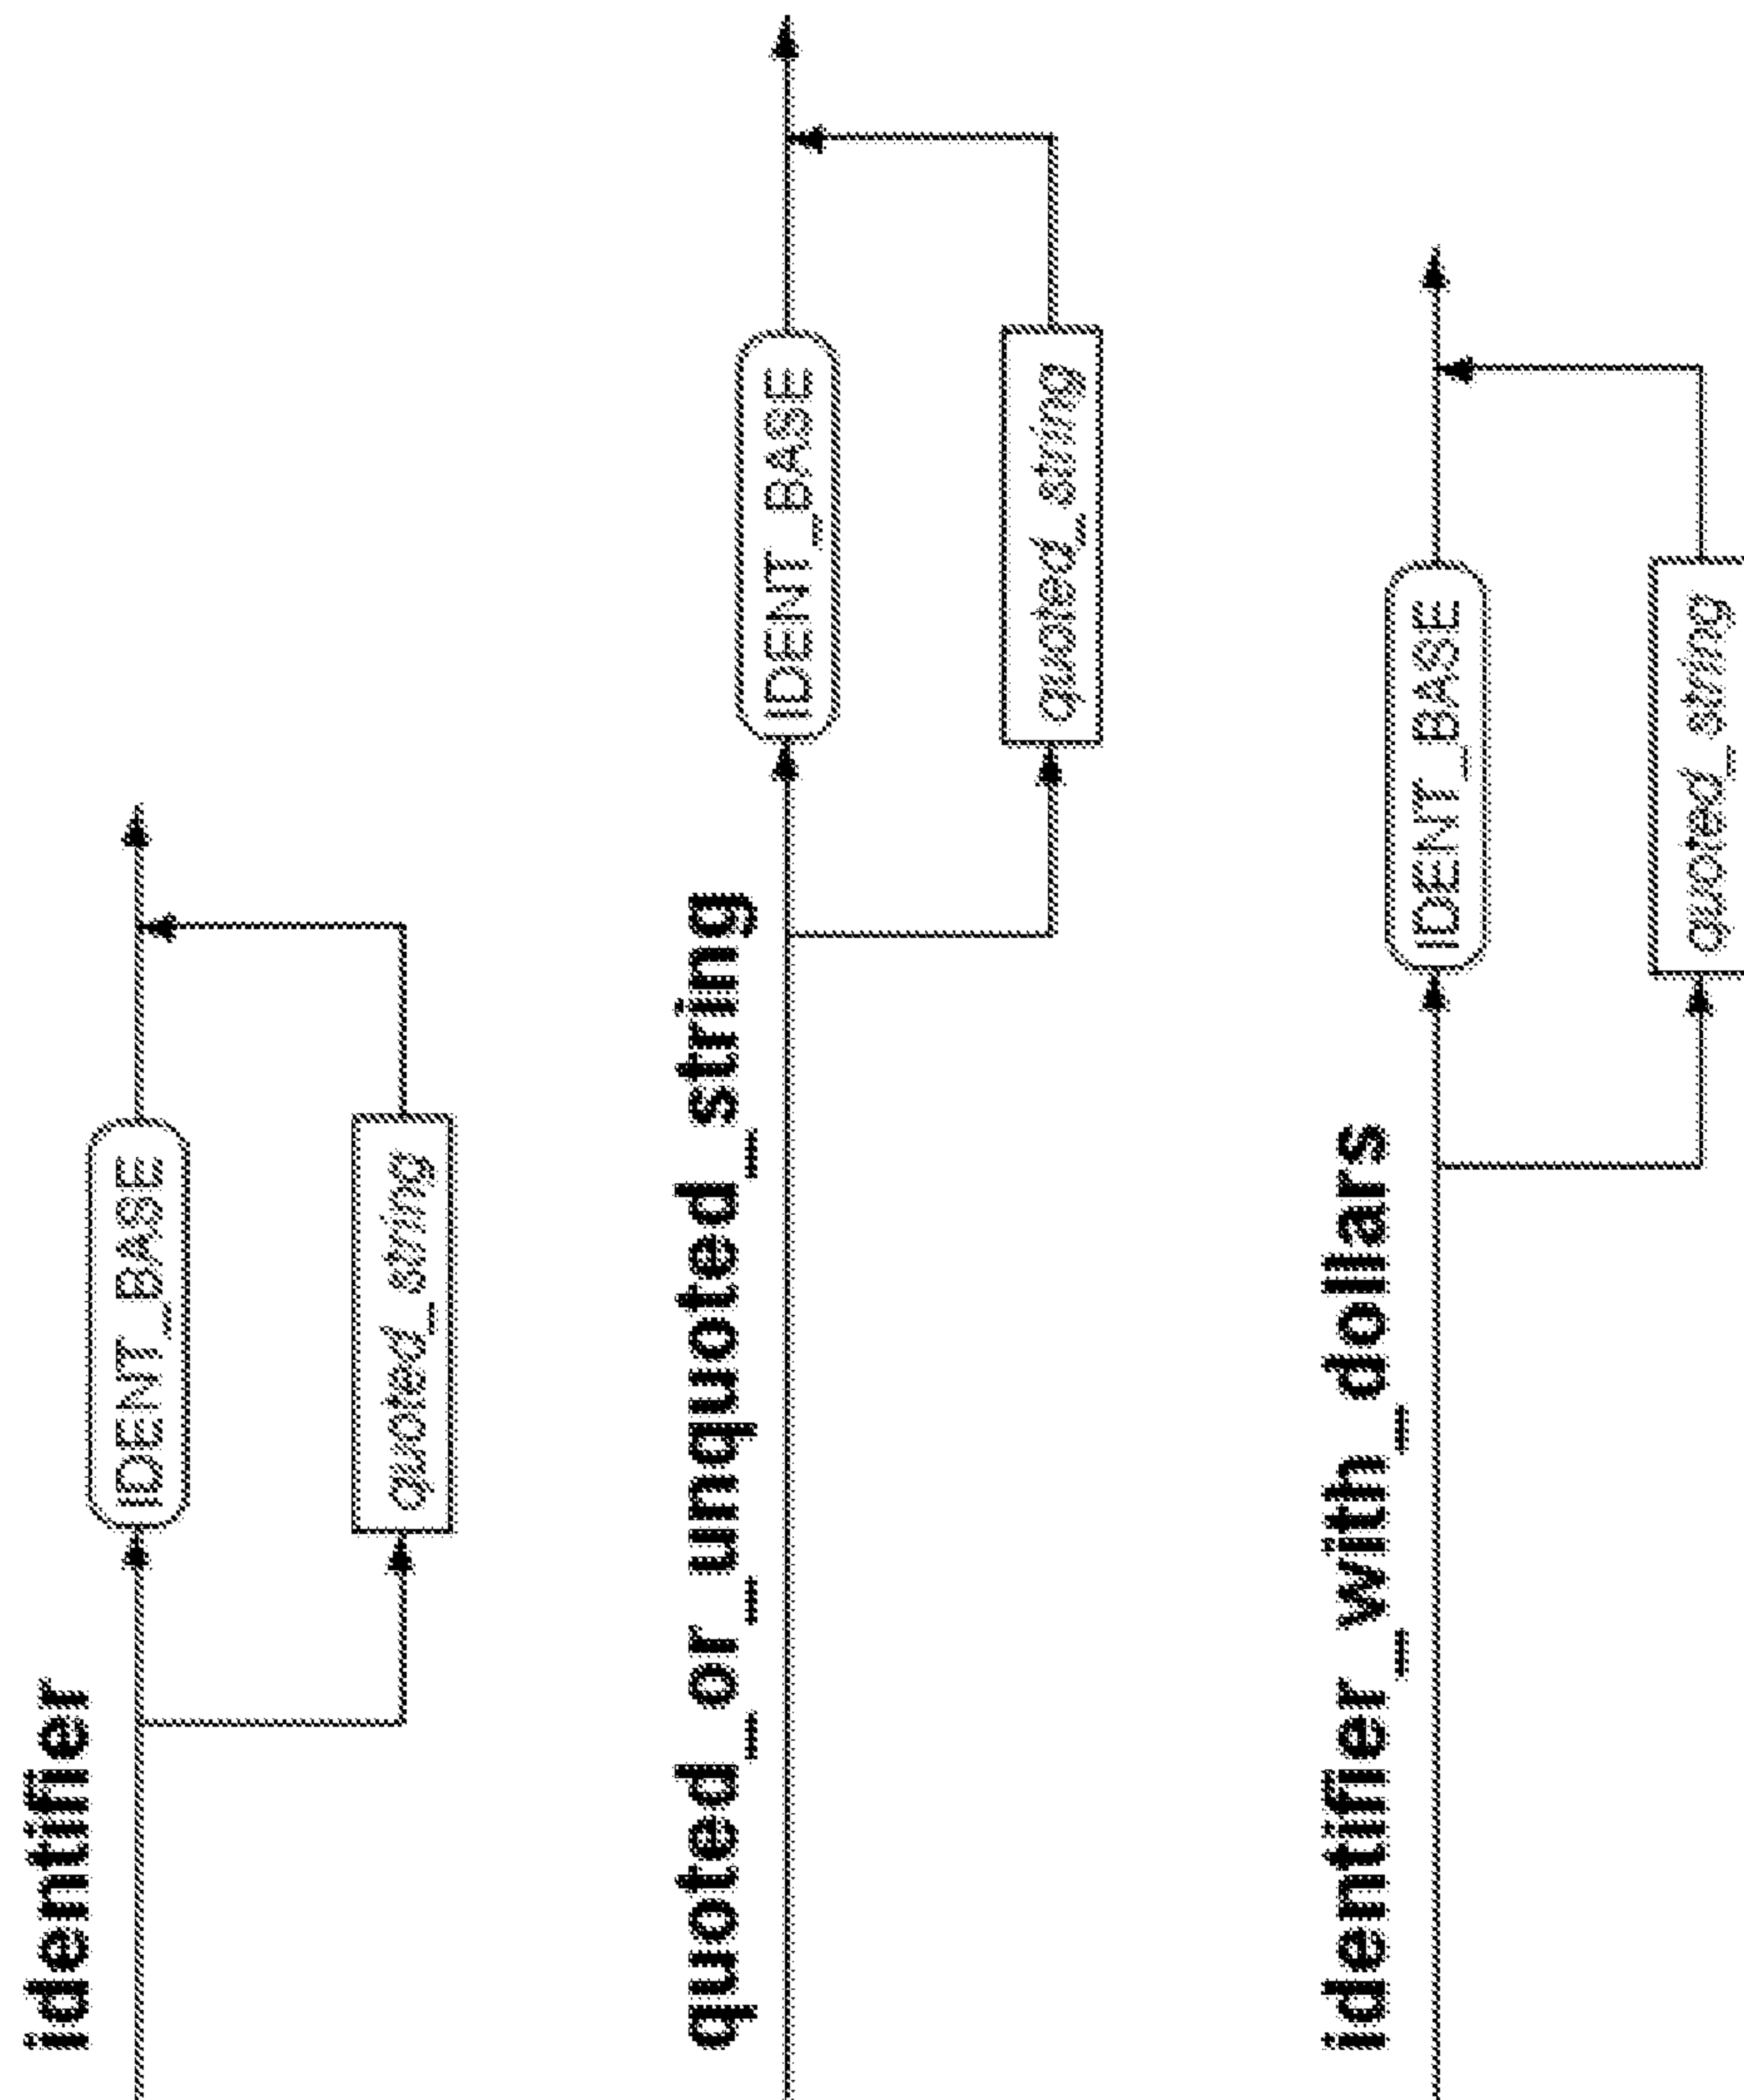 identifier
IDENT_BASE
quoted_string
quoted_or_unquoted_string
IDENT_BASE
quoted_string
identifier_with_dollars
IDENT_BASE
quoted_string